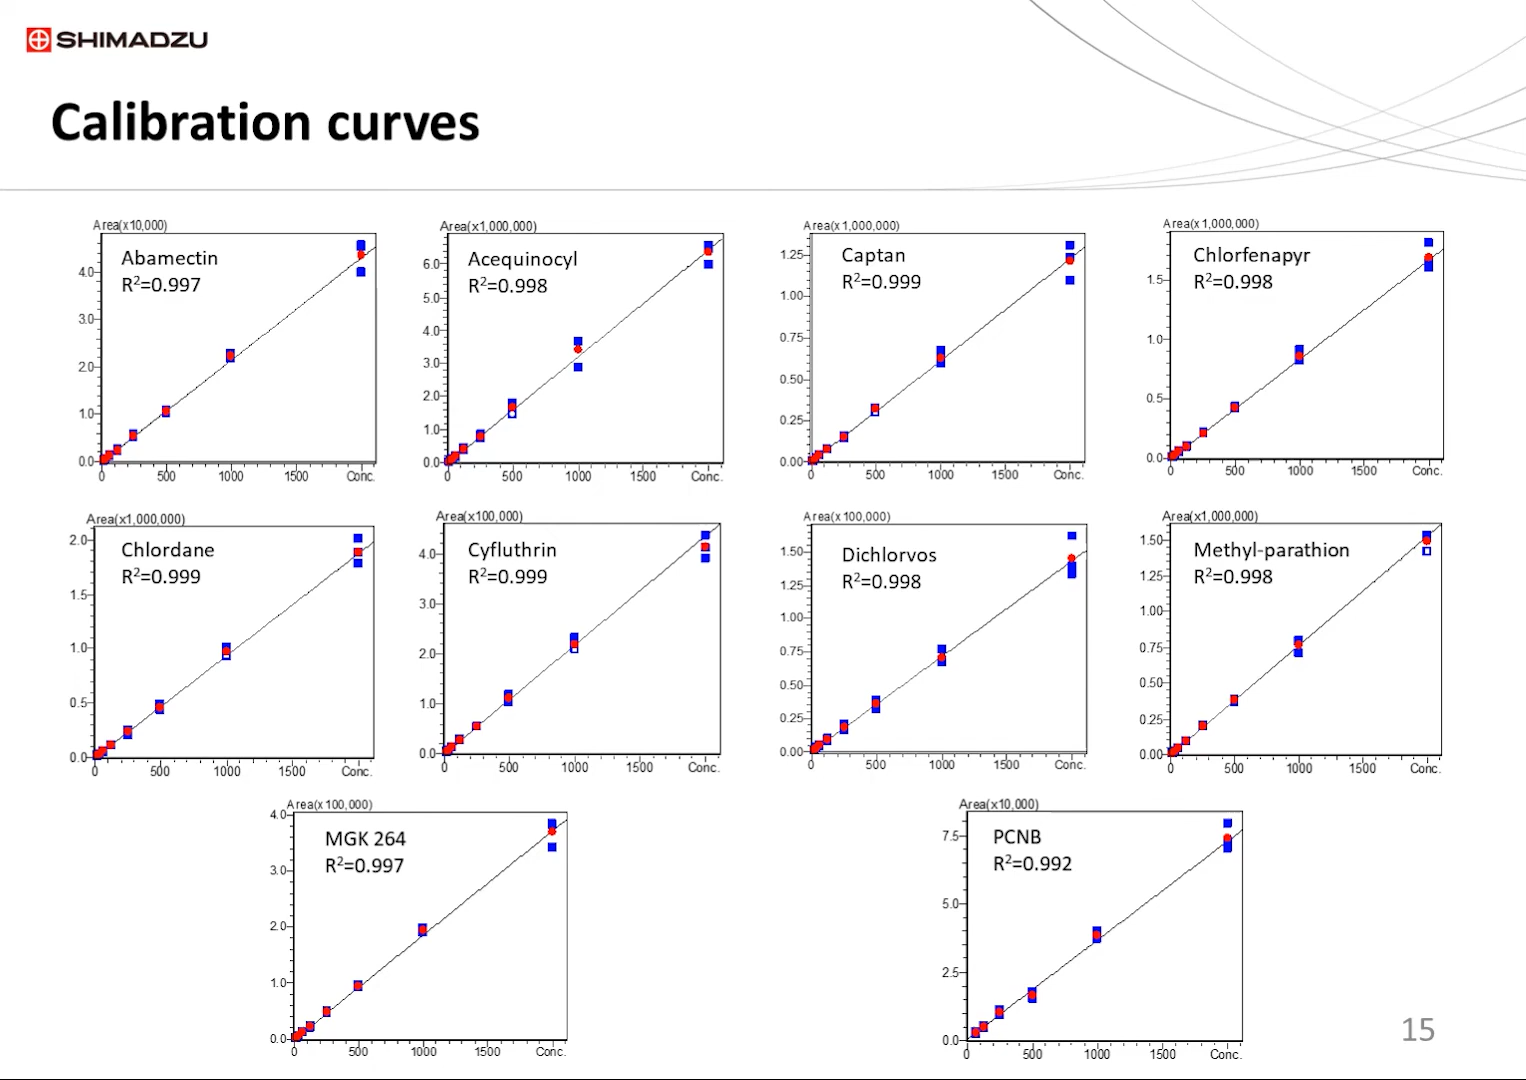 SHIMADZU
Calibration curves
Area(x10,000)
Abamectin
R²=0.997
4.0
3.0
2.0
1.0
0.0
0 500 1000 1500 Conc.
Area(x1,000,000)
Acequinocyl
R²=0.998
6.0
5.0
4.0
3.0
2.0
1.0
0.0
0 500 1000 1500 Conc.
Area(x1,000,000)
Captan
R²=0.999
1.25
1.00
0.75
0.50
0.25
0.00
0 500 1000 1500 Conc.
Area(x1,000,000)
Chlorfenapyr
R²=0.998
1.5
1.0
0.5
0.0
0 500 1000 1500 Conc.
Area(x1,000,000)
Chlordane
R²=0.999
2.0
1.5
1.0
0.5
0.0
0 500 1000 1500 Conc.
Area(x100,000)
Cyfluthrin
R²=0.999
4.0
3.0
2.0
1.0
0.0
0 500 1000 1500 Conc.
Area(x100,000)
Dichlorvos
R²=0.998
1.50
1.25
1.00
0.75
0.50
0.25
0.00
0 500 1000 1500 Conc.
Area(x1,000,000)
Methyl-parathion
R²=0.998
1.50
1.25
1.00
0.75
0.50
0.25
0.00
0 500 1000 1500 Conc.
Area(x100,000)
MGK 264
R²=0.997
4.0
3.0
2.0
1.0
0.0
0 500 1000 1500 Conc.
Area(x10,000)
PCNB
R²=0.992
7.5
5.0
2.5
0.0
0 500 1000 1500 Conc.
15